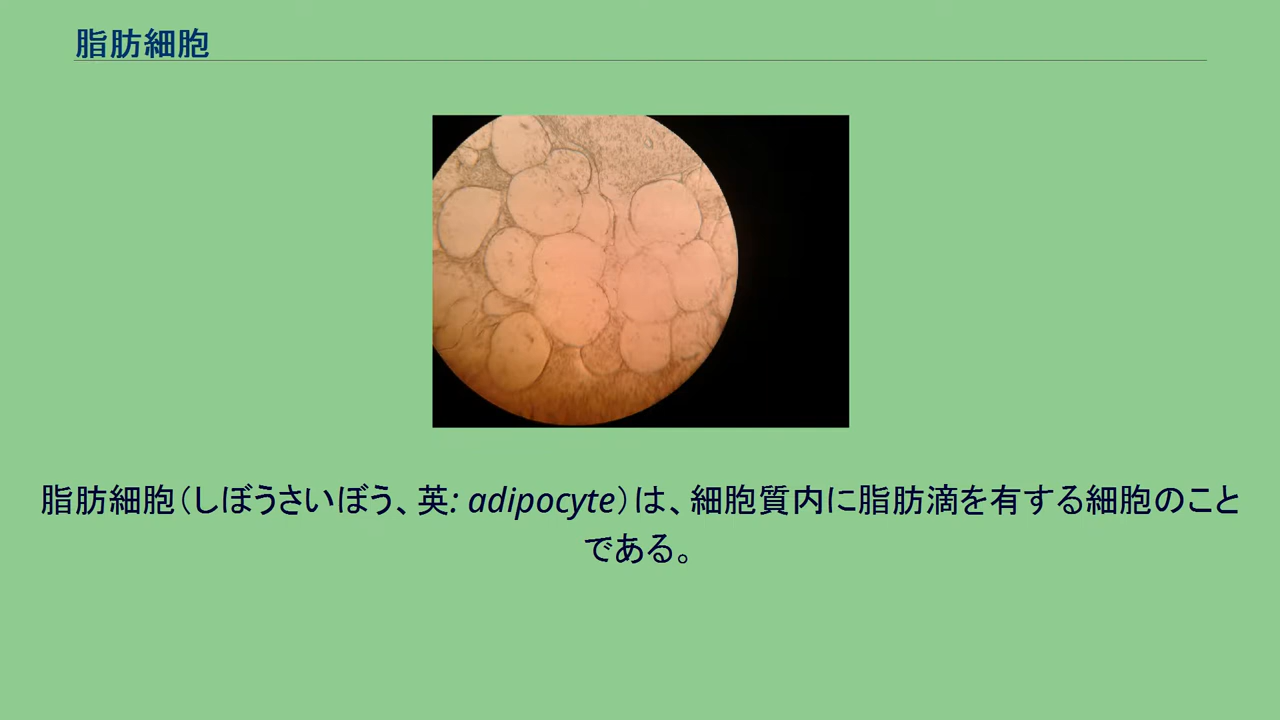 脂肪細胞
脂肪細胞（しぼうさいぼう、英: adipocyte）は、細胞質内に脂肪滴を有する細胞のこと
である。